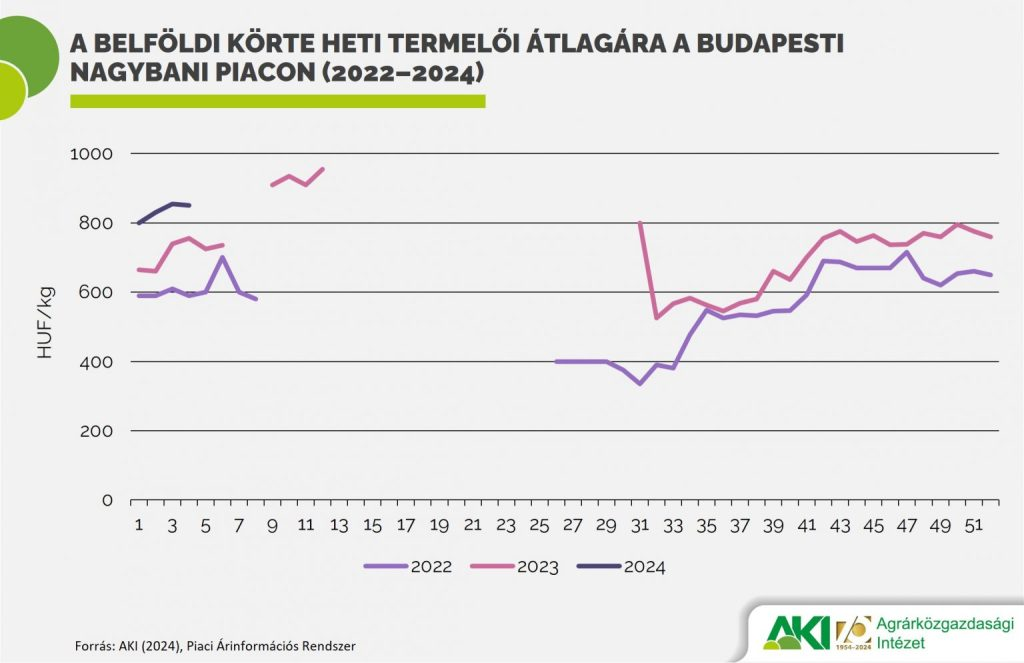 A BELFÖLDI KÖRTE HETI TERMELŐI ÁTLAGÁRA A BUDAPESTI
NAGYBANI PIACON (2022–2024)
1000
800
600
400
200
0
HUF/kg
1 3 5 7 9 11 13 15 17 19 21 23 25 27 29 31 33 35 37 39 41 43 45 47 49 51
2022 2023 2024
Forrás: AKI (2024), Piaci Árinformációs Rendszer
AKI 70 Agrárközgazdasági
1954-2024 Intézet